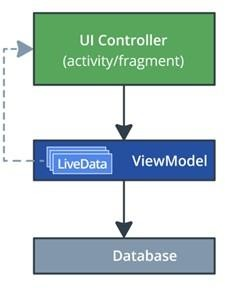 UI Controller
(activity/fragment)
LiveData ViewModel
Database